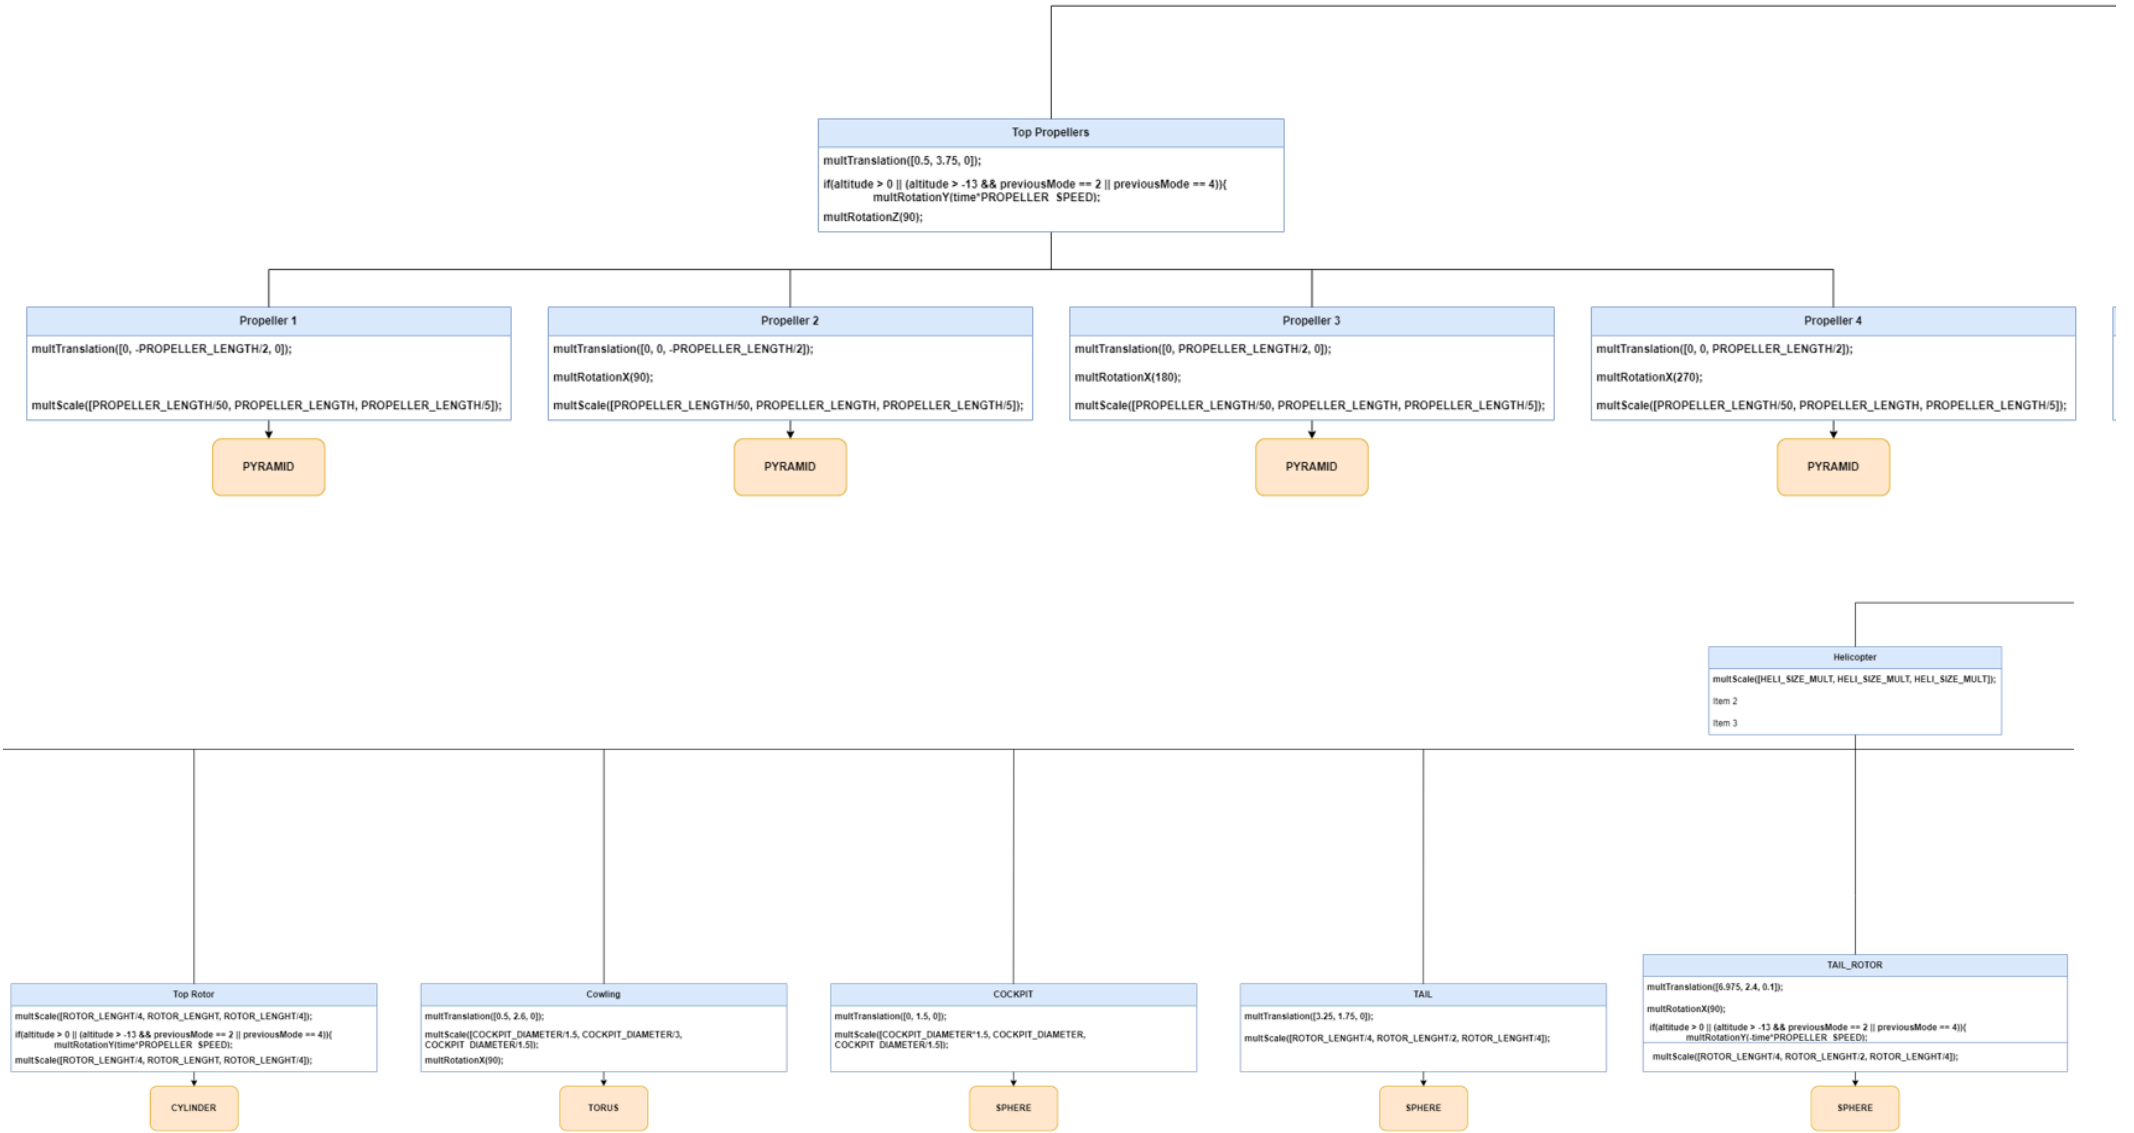 Top Propellers
multTranslation([0.5, 3.75, 0]);
if(altitude > 0 || (altitude > -13 && previousMode == 2 || previousMode == 4)){
multRotationY(time*PROPELLER_SPEED);
multRotationZ(90);
Propeller 1
multTranslation([0, -PROPELLER_LENGTH/2, 0]);
multScale([PROPELLER_LENGTH/50, PROPELLER_LENGTH, PROPELLER_LENGTH/5]);
PYRAMID
Propeller 2
multTranslation([0, 0, -PROPELLER_LENGTH/2]);
multRotationX(90);
multScale([PROPELLER_LENGTH/50, PROPELLER_LENGTH, PROPELLER_LENGTH/5]);
PYRAMID
Propeller 3
multTranslation([0, PROPELLER_LENGTH/2, 0]);
multRotationX(180);
multScale([PROPELLER_LENGTH/50, PROPELLER_LENGTH, PROPELLER_LENGTH/5]);
PYRAMID
Propeller 4
multTranslation([0, 0, PROPELLER_LENGTH/2]);
multRotationX(270);
multScale([PROPELLER_LENGTH/50, PROPELLER_LENGTH, PROPELLER_LENGTH/5]);
PYRAMID
Helicopter
multScale([HELI_SIZE_MULT, HELI_SIZE_MULT, HELI_SIZE_MULT]);
Item 2
Item 3
Top Rotor
multScale([ROTOR_LENGHT/4, ROTOR_LENGHT, ROTOR_LENGHT/4]);
if(altitude > 0 || (altitude > -13 && previousMode == 2 || previousMode == 4)){
multRotationY(time*PROPELLER_SPEED);
multScale([ROTOR_LENGHT/4, ROTOR_LENGHT, ROTOR_LENGHT/4]);
CYLINDER
Cowling
multTranslation([0.5, 2.6, 0]);
multScale([COCKPIT_DIAMETER/1.5, COCKPIT_DIAMETER/3,
COCKPIT_DIAMETER/1.5]);
multRotationX(90);
TORUS
COCKPIT
multTranslation([0, 1.5, 0]);
multScale([COCKPIT_DIAMETER*1.5, COCKPIT_DIAMETER,
COCKPIT_DIAMETER/1.5]);
SPHERE
TAIL
multTranslation([3.25, 1.75, 0]);
multScale([ROTOR_LENGHT/4, ROTOR_LENGHT/2, ROTOR_LENGHT/4]);
SPHERE
TAIL_ROTOR
multTranslation([6.975, 2.4, 0.1]);
multRotationX(90);
if(altitude > 0 || (altitude > -13 && previousMode == 2 || previousMode == 4)){
multRotationY(-time*PROPELLER_SPEED);
multScale([ROTOR_LENGHT/4, ROTOR_LENGHT/2, ROTOR_LENGHT/4]);
SPHERE